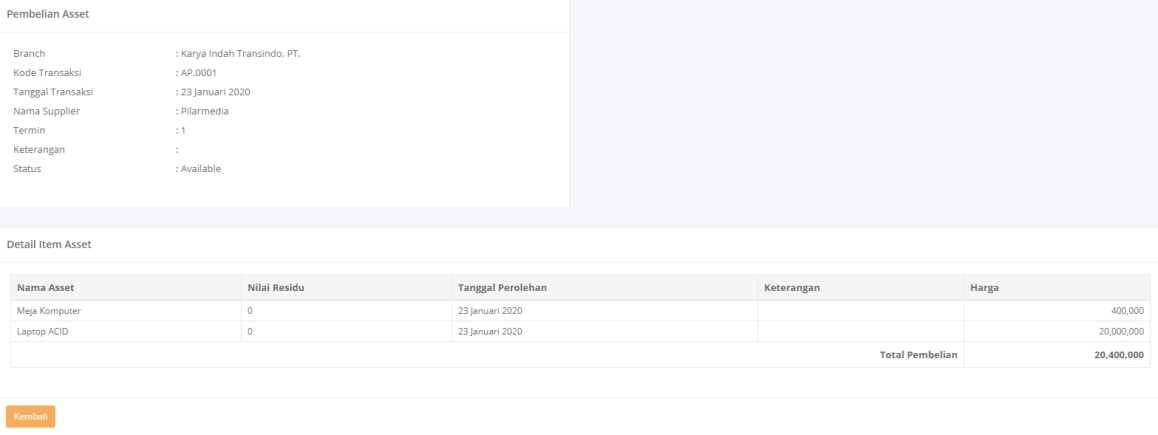 Pembelian Asset
Branch : Karya Indah Transindo, PT.
Kode Transaksi : AP.0001
Tanggal Transaksi : 23 Januari 2020
Nama Supplier : Pilarmedia
Termin : 1
Keterangan :
Status : Available
Detail Item Asset
Nama Asset Nilai Residu Tanggal Perolehan Keterangan Harga
Meja Komputer 0 23 Januari 2020 400,000
Laptop ACID 0 23 Januari 2020 20,000,000
Total Pembelian 20,400,000
Kembali